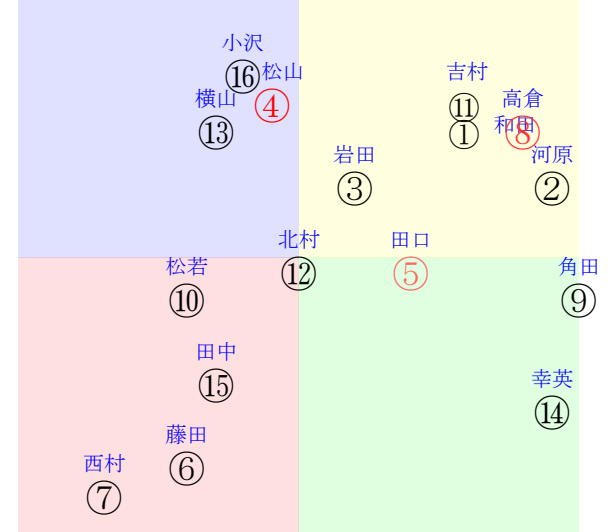 小沢
⑯
松山
④
横山
⑬
吉村
⑪
高倉
⑧
和田
①
岩田
③
河原
②
北村
⑫
田口
⑤
松若
⑩
角田
⑨
田中
⑮
幸英
⑭
藤田
⑥
西村
⑦